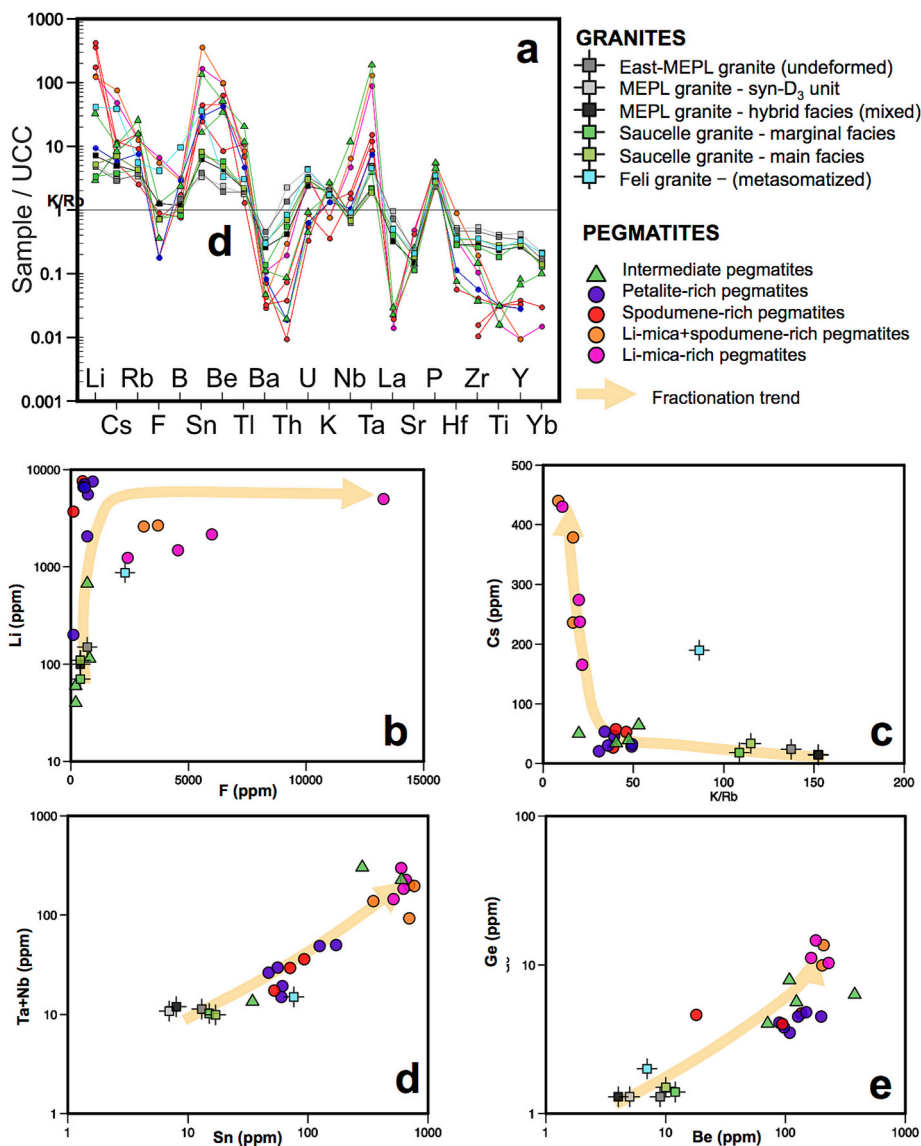 1000
100
10
1
0.1
0.01
0.001
Sample / UCC
K/Rb
a
d
Li Rb B Be Ba U Nb La P Zr Y
Cs F Sn Tl Th K Ta Sr Hf Ti Yb
GRANITES
East-MEPL granite (undeformed)
MEPL granite - syn-D3 unit
MEPL granite - hybrid facies (mixed)
Saucelle granite - marginal facies
Saucelle granite - main facies
Feli granite – (metasomatized)
PEGMATITES
Intermediate pegmatites
Petalite-rich pegmatites
Spodumene-rich pegmatites
Li-mica+spodumene-rich pegmatites
Li-mica-rich pegmatites
Fractionation trend
10000
1000
100
10
Li (ppm)
0 5000 10000 15000
F (ppm)
b
500
400
300
200
100
0
Cs (ppm)
0 50 100 150 200
K/Rb
c
1000
100
10
1
Ta+Nb (ppm)
1 10 100 1000
Sn (ppm)
d
100
10
1
Ge (ppm)
1 10 100 1000
Be (ppm)
e